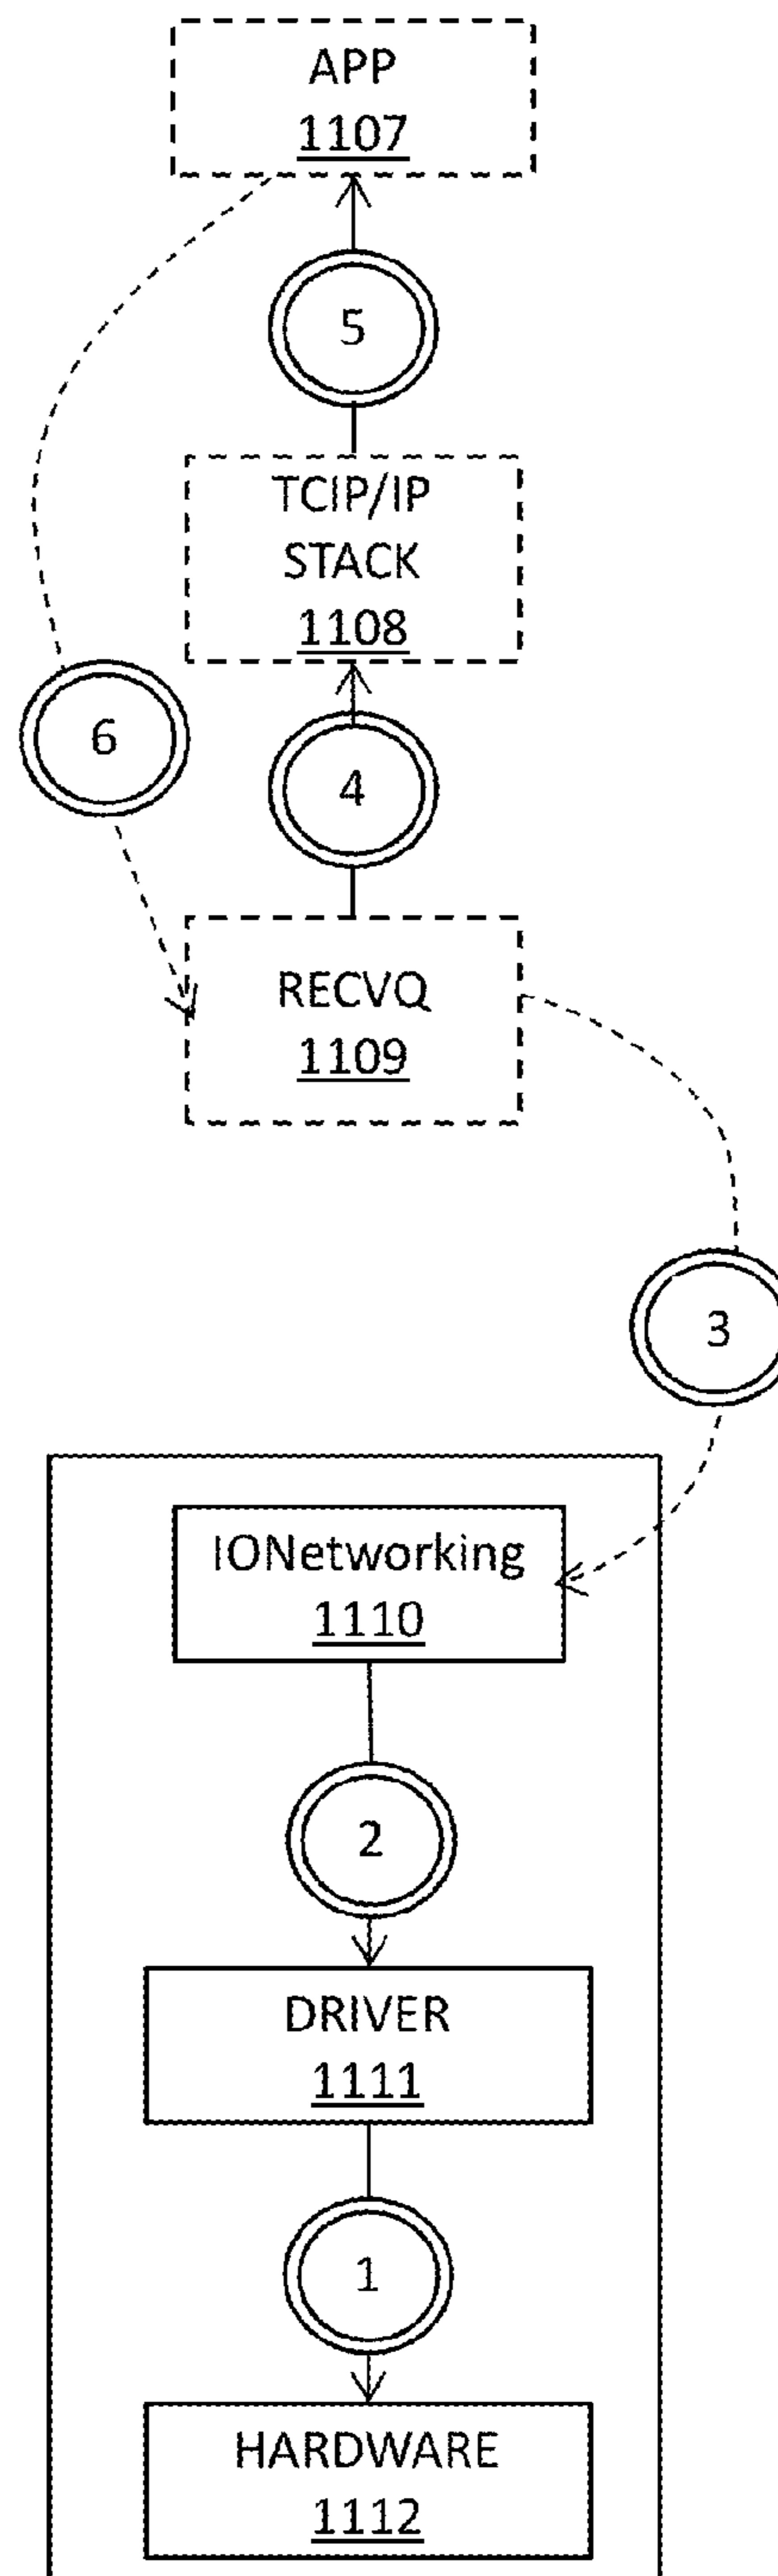 APP
1107
5
TCIP/IP
STACK
1108
6
4
RECVQ
1109
3
IONetworking
1110
2
DRIVER
1111
1
HARDWARE
1112